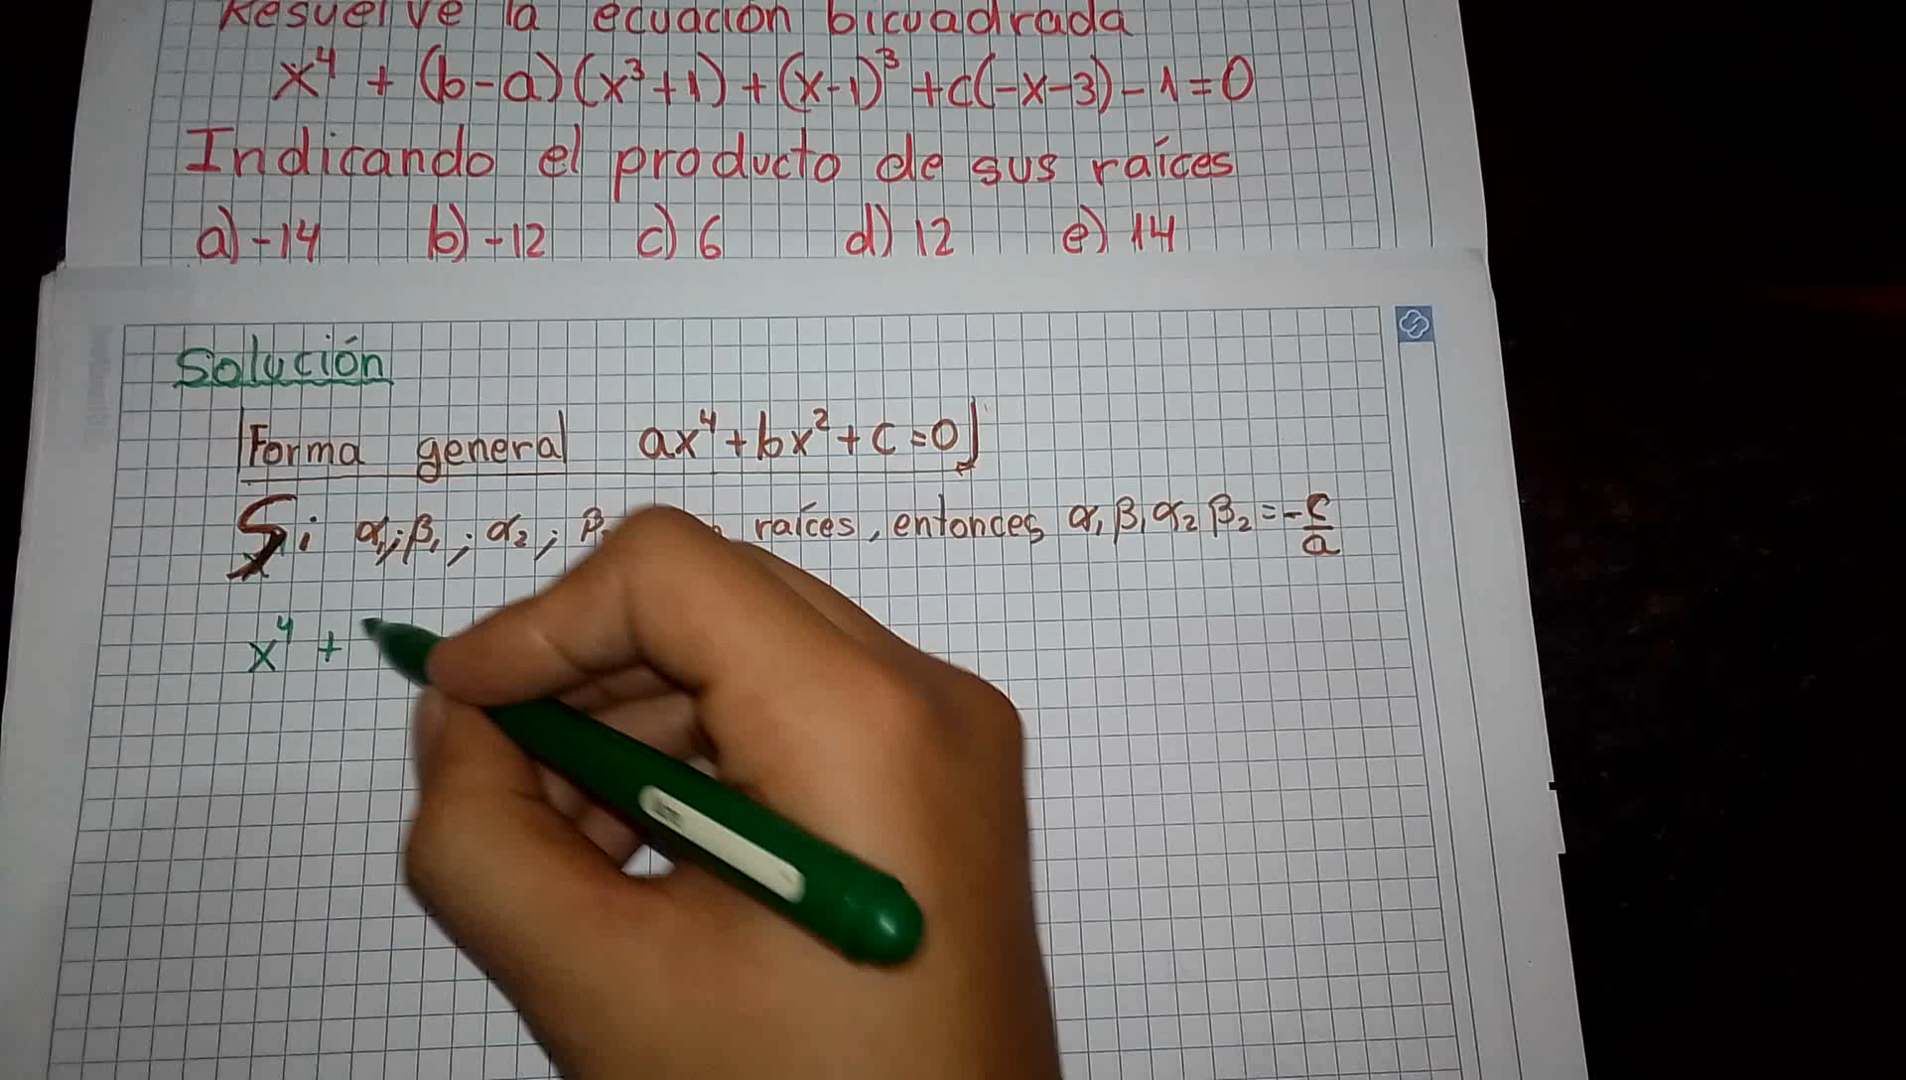 Resuelve la ecuación bicuadrada
x⁴ + (b-a)(x³+1)+(x-1)³+c(-x-3)-1=0
Indicando el producto de sus raíces
a)-14 b)-12 c) 6 d) 12 e) 14
Solución
Forma general ax⁴+bx²+c=0
Si α₁;β₁;α₂; raíces, entonces α₁β₁α₂β₂=-c/a
x⁴ +